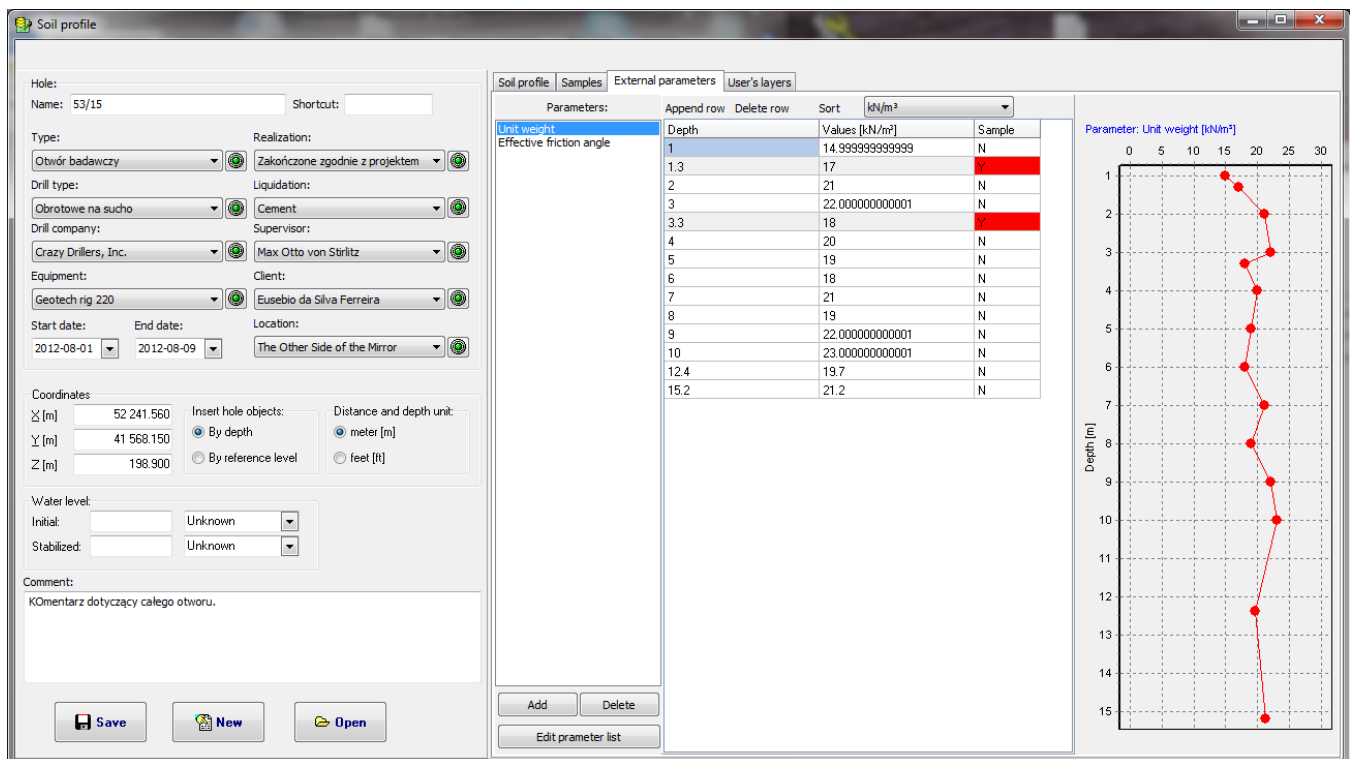 Soil profile
Hole:
Name: 53/15 Shortcut:
Type: Realization:
Otwór badawczy Zakończone zgodnie z projektem
Drill type: Liquidation:
Obrotowe na sucho Cement
Drill company: Supervisor:
Crazy Drillers, Inc. Max Otto von Stirlitz
Equipment: Client:
Geotech rig 220 Eusebio da Silva Ferreira
Start date: End date: Location:
2012-08-01 2012-08-09 The Other Side of the Mirror
Coordinates
X [m] 52 241.560
Y [m] 41 568.150
Z [m] 198.900
Insert hole objects:
By depth
By reference level
Distance and depth unit:
meter [m]
feet [ft]
Water level:
Initial: Unknown
Stabilized: Unknown
Comment:
KOmentarz dotyczący całego otworu.
Save New Open
Soil profile Samples External parameters User's layers
Parameters:
Unit weight
Effective friction angle
Add Delete
Edit prameter list
Append row Delete row Sort kN/m³
Depth Values [kN/m³] Sample
1 14.999999999999 N
1.3 17 Y
2 21 N
3 22.000000000001 N
3.3 18 Y
4 20 N
5 19 N
6 18 N
7 21 N
8 19 N
9 22.000000000001 N
10 23.000000000001 N
12.4 19.7 N
15.2 21.2 N
Parameter: Unit weight [kN/m³]
0 5 10 15 20 25 30
1
2
3
4
5
6
7
8
9
10
11
12
13
14
15
Depth [m]